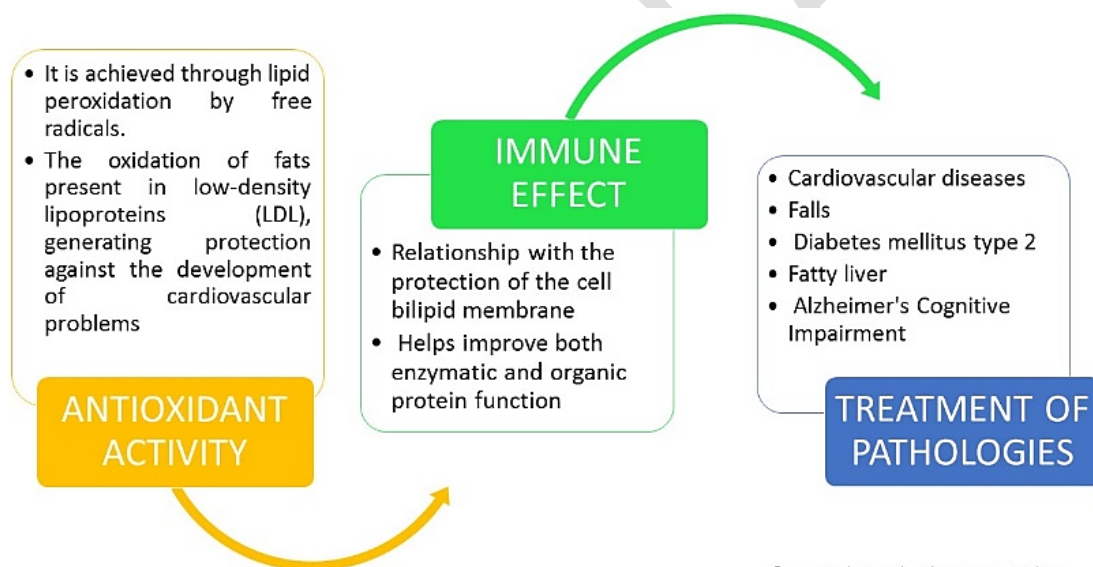 • It is achieved through lipid
peroxidation by free
radicals.
• The oxidation of fats
present in low-density
lipoproteins (LDL),
generating protection
against the development
of cardiovascular
problems
ANTIOXIDANT
ACTIVITY
IMMUNE
EFFECT
• Relationship with the
protection of the cell
bilipid membrane
• Helps improve both
enzymatic and organic
protein function
• Cardiovascular diseases
• Falls
• Diabetes mellitus type 2
• Fatty liver
• Alzheimer's Cognitive
Impairment
TREATMENT OF
PATHOLOGIES